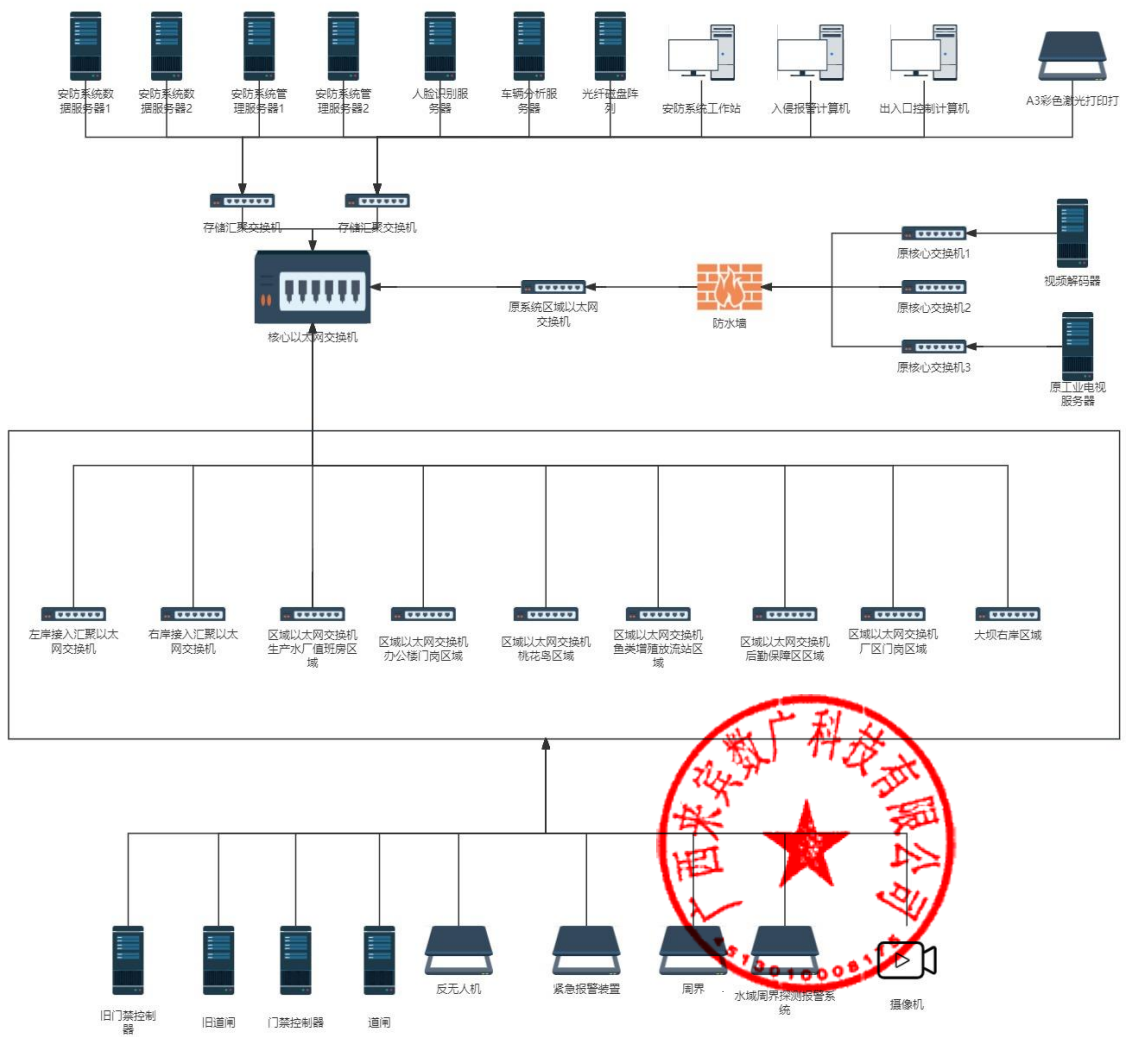 安防系统数
据服务器1
安防系统数
据服务器2
安防系统管
理服务器1
安防系统管
理服务器2
人脸识别服
务器
车辆分析服
务器
光纤磁盘阵
列
安防系统工作站
入侵报警计算机
出入口控制计算机
A3彩色激光打印打
存储汇聚交换机
存储汇聚交换机
核心以太网交换机
原系统区域以太网
交换机
防水墙
原核心交换机1
原核心交换机2
原核心交换机3
视频解码器
原工业电视
服务器
左岸接入汇聚以太
网交换机
右岸接入汇聚以太
网交换机
区域以太网交换机
生产水厂值班房区
域
区域以太网交换机
办公楼门岗区域
区域以太网交换机
桃花岛区域
区域以太网交换机
鱼类增殖放流站区
域
区域以太网交换机
后勤保障区区域
区域以太网交换机
厂区门岗区域
大坝右岸区域
广西来宾数广科技有限公司
旧门禁控制
器
旧道闸
门禁控制器
道闸
反无人机
紧急报警装置
周界
水域周界探测报警系
统
摄像机